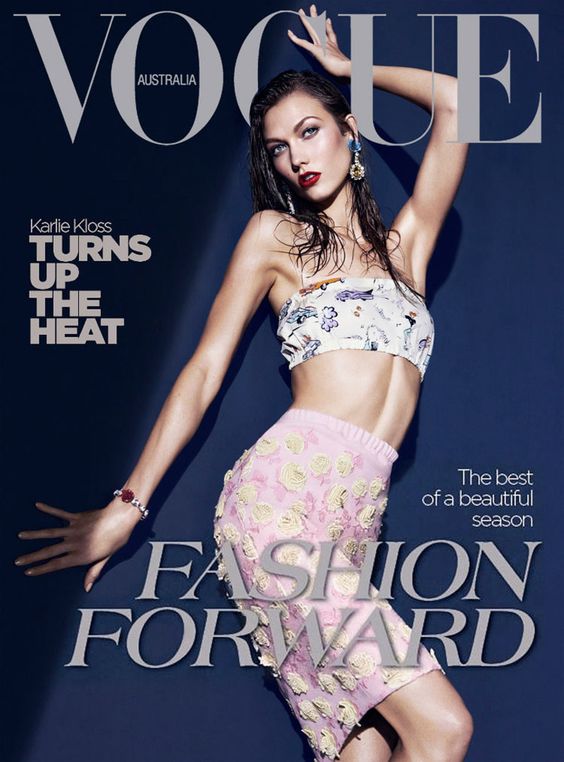 VOGUE
AUSTRALIA
Karlie Kloss
TURNS
UP
THE
HEAT
The best
of a beautiful
season
FASHION
FORWARD